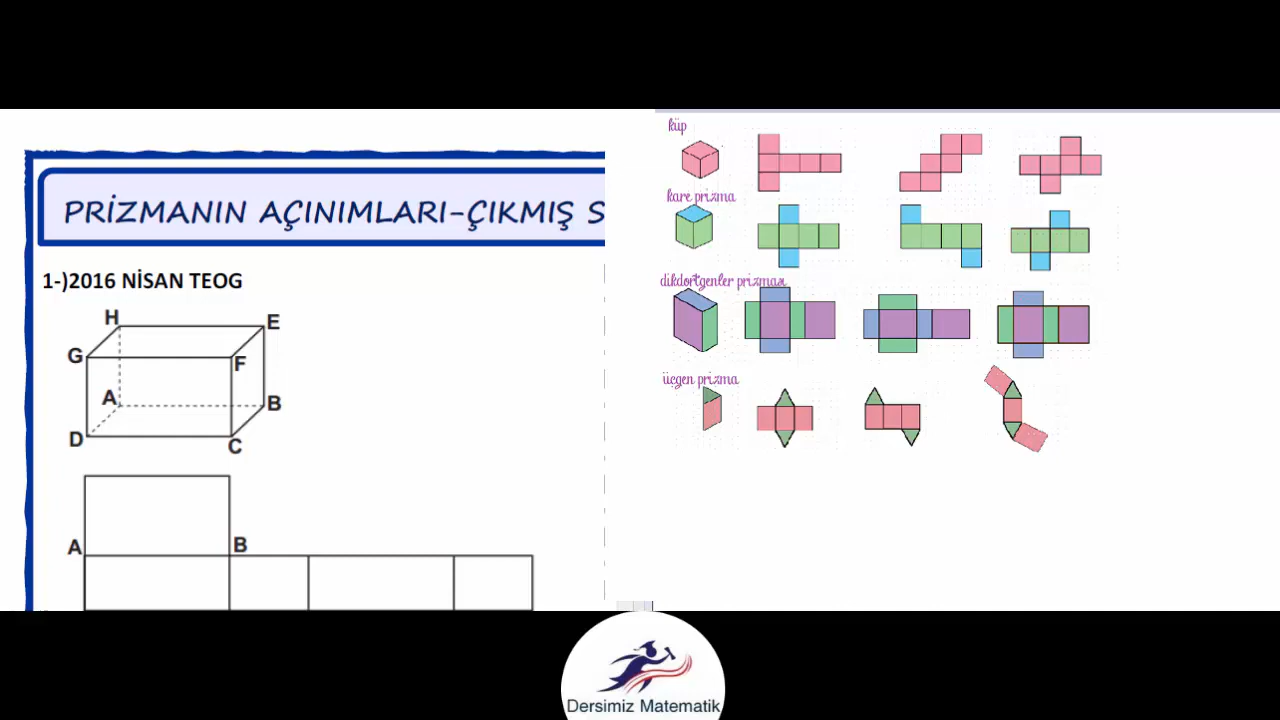 PRİZMANIN AÇINIMLARI-ÇIKMIŞ S
1-)2016 NİSAN TEOG
H
E
G
F
A
B
D
C
A
B
küp
kare prizma
dikdörtgenler prizması
üçgen prizma
Dersimiz Matematik